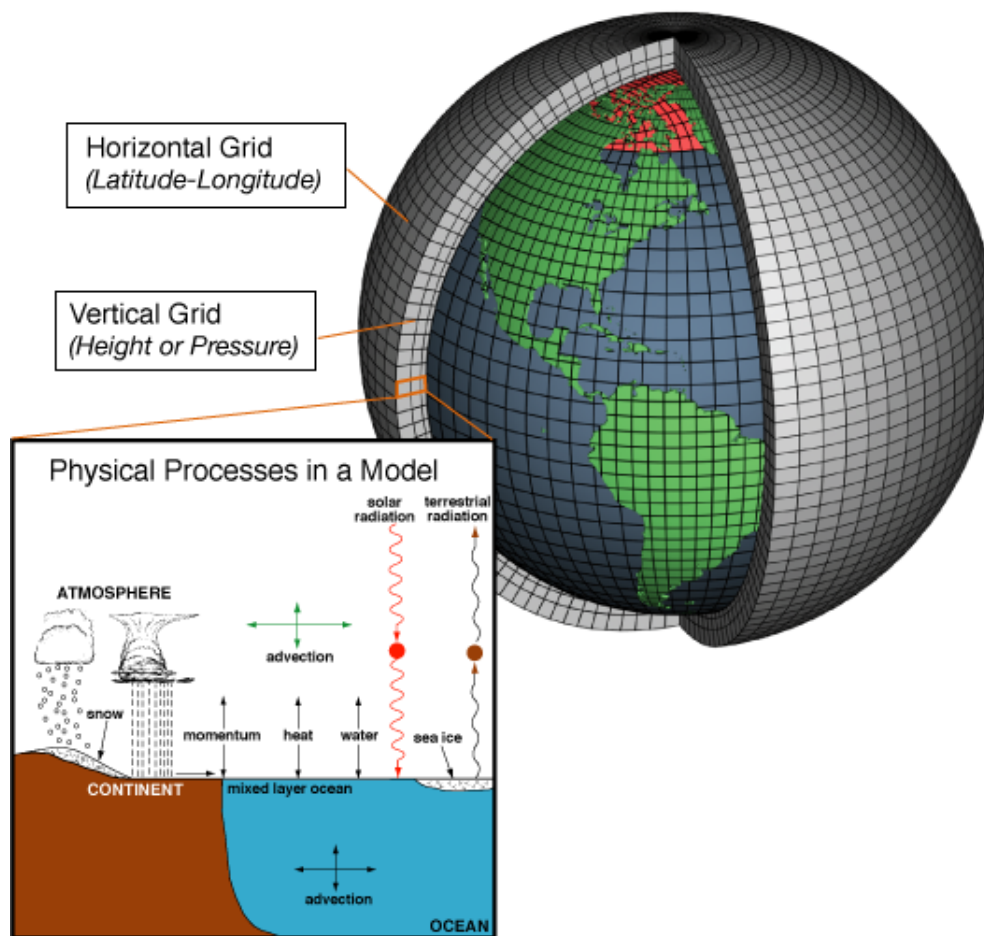 Horizontal Grid
(Latitude-Longitude)
Vertical Grid
(Height or Pressure)
Physical Processes in a Model
solar
radiation
terrestrial
radiation
ATMOSPHERE
advection
snow
momentum
heat
water
sea ice
CONTINENT
mixed layer ocean
advection
OCEAN